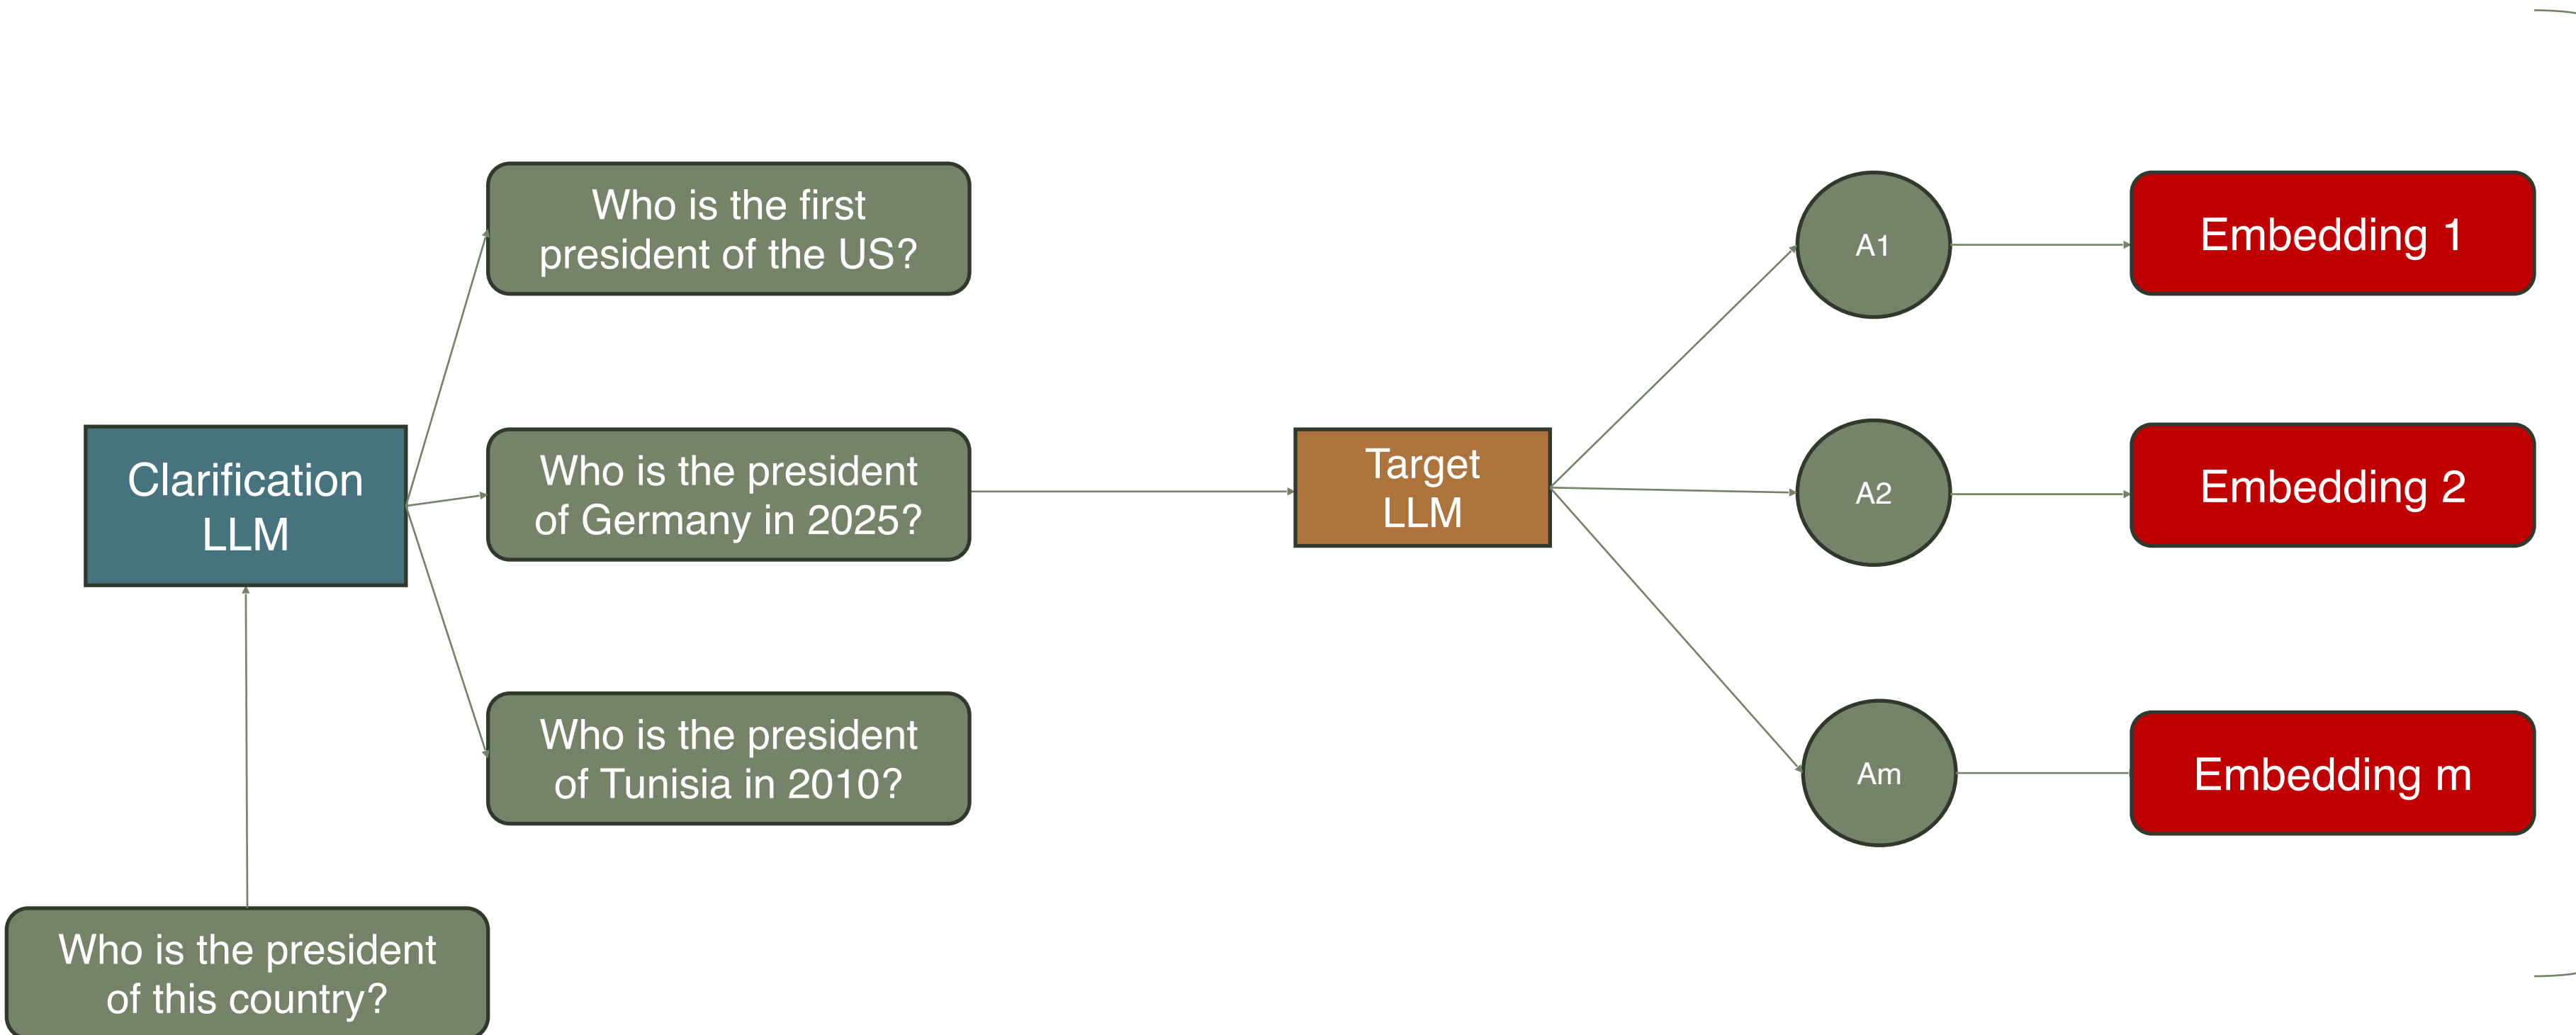 Who is the first
president of the US?
A1
Embedding 1
Clarification
LLM
Who is the president
of Germany in 2025?
Target
LLM
A2
Embedding 2
Who is the president
of Tunisia in 2010?
Am
Embedding m
Who is the president
of this country?